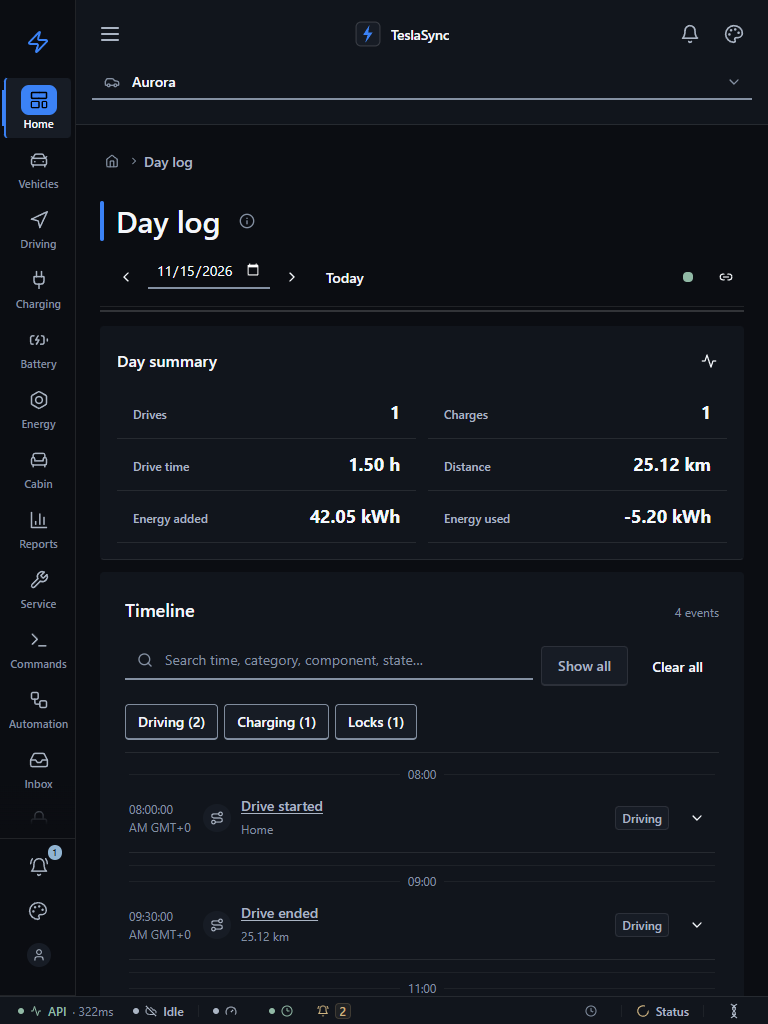 TeslaSync
Aurora
Home
Vehicles
Driving
Charging
Battery
Energy
Cabin
Reports
Service
Commands
Automation
Inbox
1
Day log
Day log
11/15/2026
Today
Day summary
Drives 1
Charges 1
Drive time 1.50 h
Distance 25.12 km
Energy added 42.05 kWh
Energy used -5.20 kWh
Timeline
4 events
Search time, category, component, state...
Show all
Clear all
Driving (2)
Charging (1)
Locks (1)
08:00
08:00:00
AM GMT+0
Drive started
Home
Driving
09:00
09:30:00
AM GMT+0
Drive ended
25.12 km
Driving
11:00
API · 322ms
Idle
2
Status